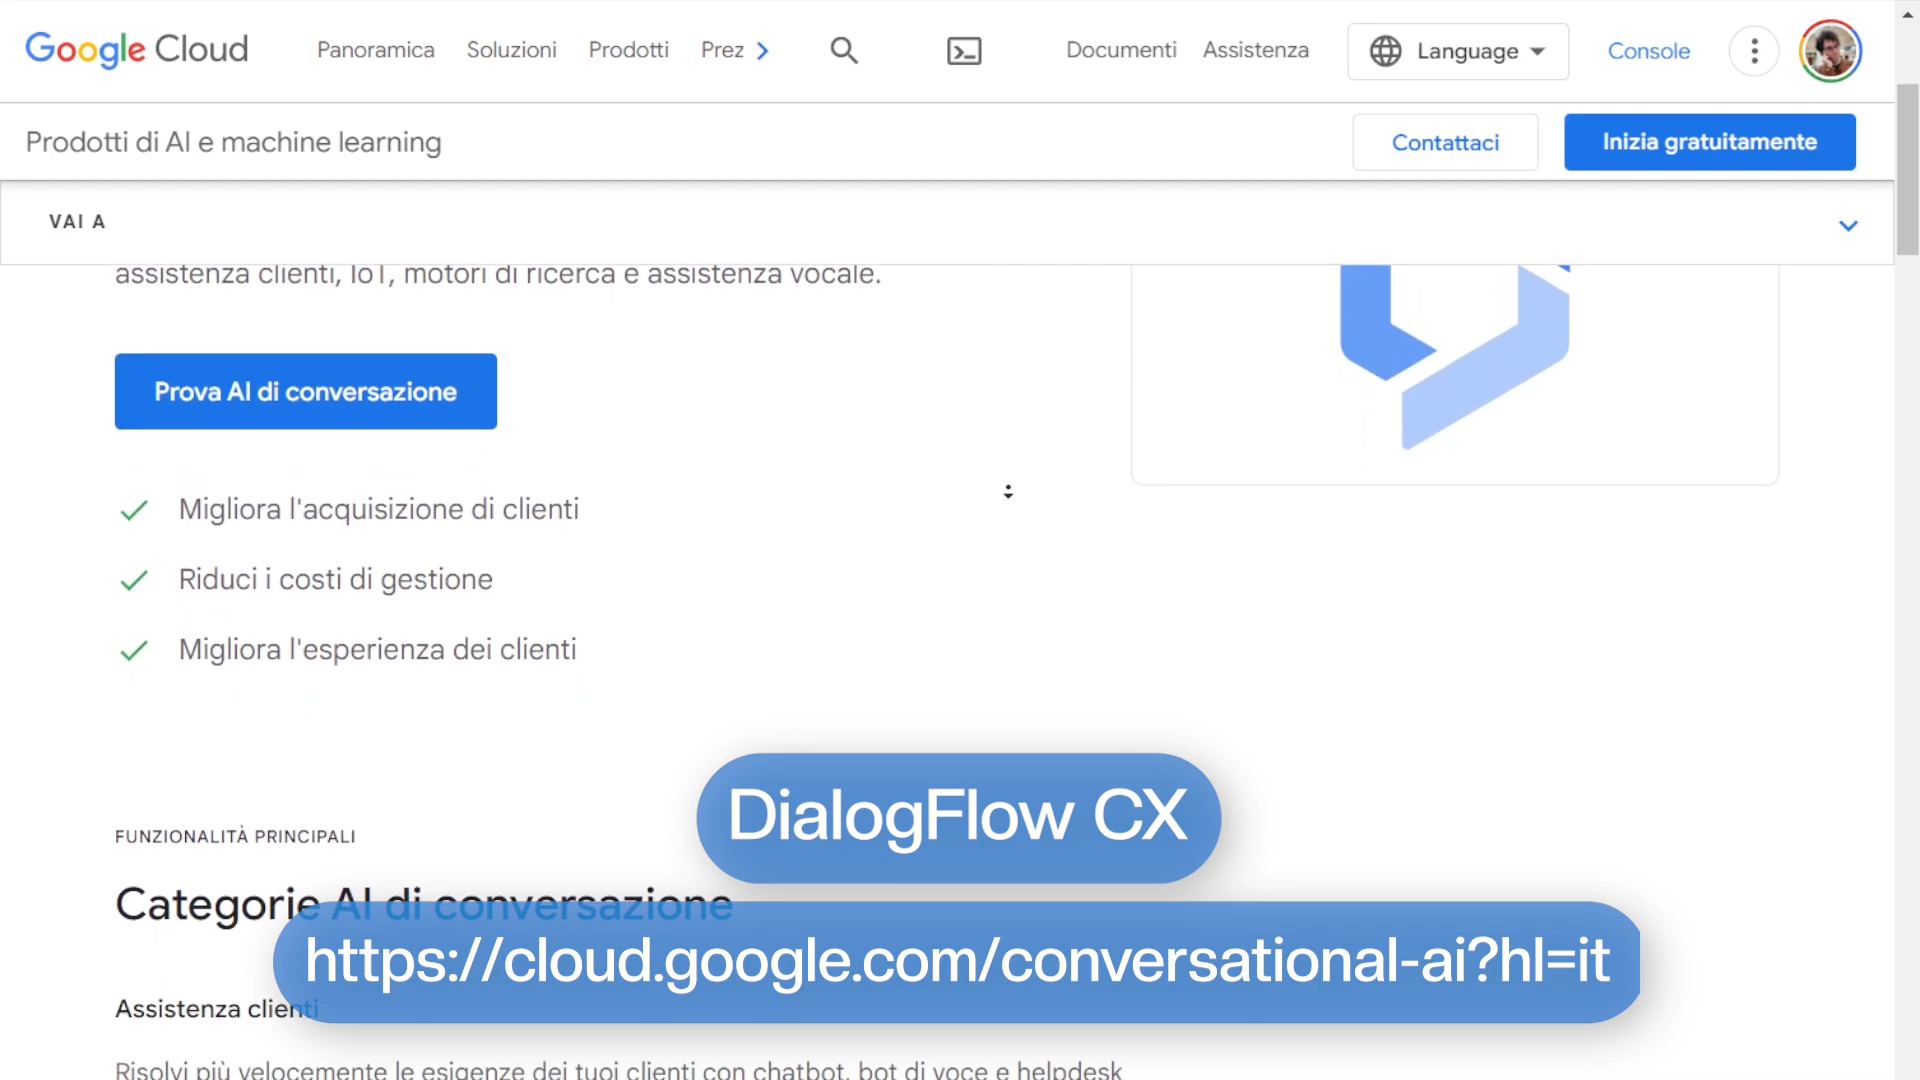 Google Cloud
Panoramica
Soluzioni
Prodotti
Prez
Documenti
Assistenza
Language
Console
Prodotti di AI e machine learning
Contattaci
Inizia gratuitamente
VAI A
assistenza clienti, IoT, motori di ricerca e assistenza vocale.
Prova AI di conversazione
Migliora l'acquisizione di clienti
Riduci i costi di gestione
Migliora l'esperienza dei clienti
FUNZIONALITÀ PRINCIPALI
DialogFlow CX
Categorie AI di conversazione
https://cloud.google.com/conversational-ai?hl=it
Assistenza clienti
Risolvi più velocemente le esigenze dei tuoi clienti con chatbot, bot di voce e helpdesk